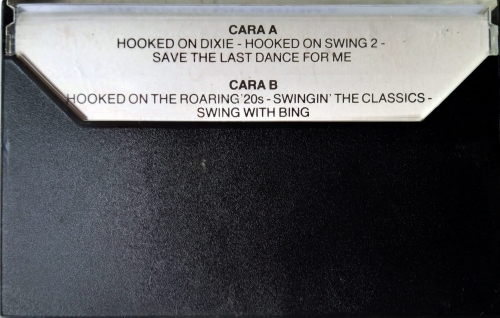 CARA A
HOOKED ON DIXIE - HOOKED ON SWING 2 -
SAVE THE LAST DANCE FOR ME
CARA B
HOOKED ON THE ROARING '20s - SWINGIN' THE CLASSICS -
SWING WITH BING